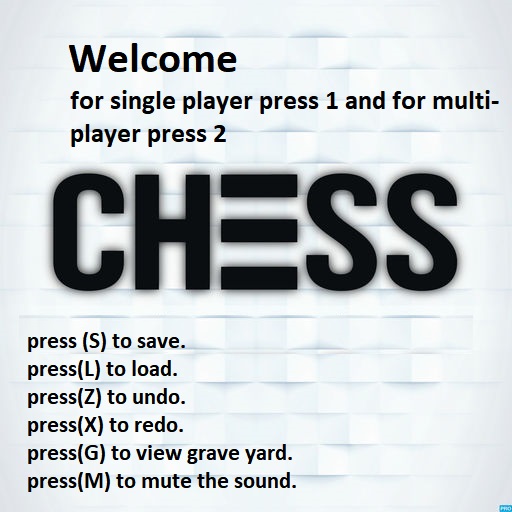 Welcome
for single player press 1 and for multi-
player press 2
CHESS
press (S) to save.
press(L) to load.
press(Z) to undo.
press(X) to redo.
press(G) to view grave yard.
press(M) to mute the sound.
PRO